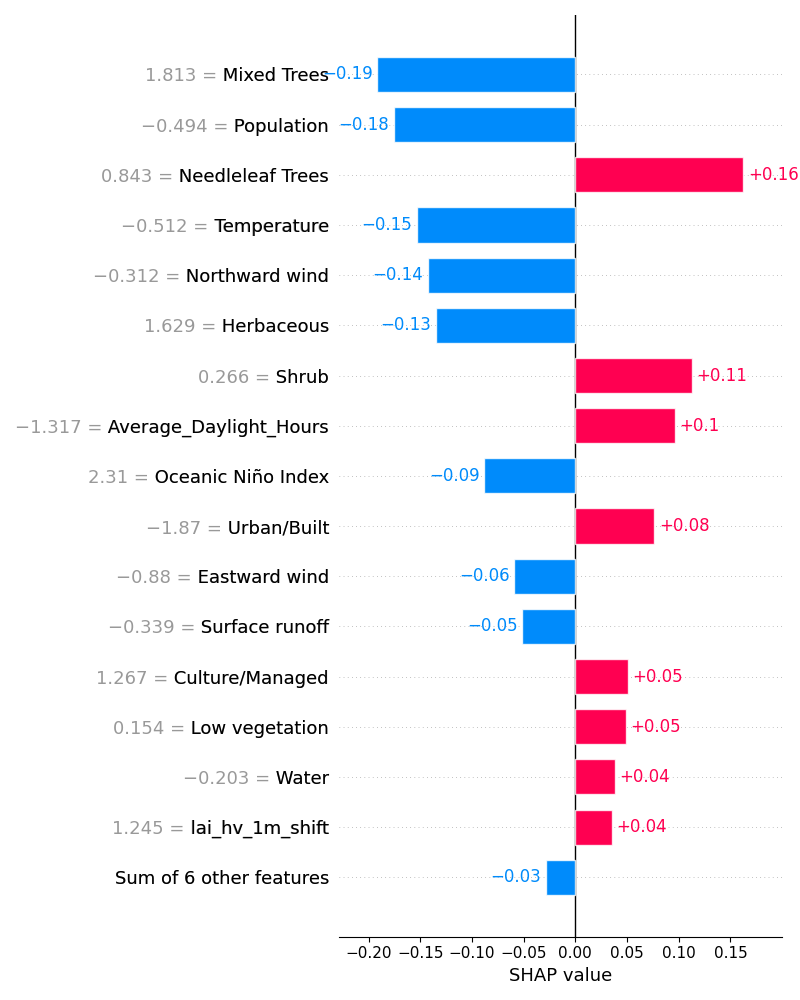 1.813 = Mixed Trees −0.19
−0.494 = Population −0.18
0.843 = Needleleaf Trees +0.16
−0.512 = Temperature −0.15
−0.312 = Northward wind −0.14
1.629 = Herbaceous −0.13
0.266 = Shrub +0.11
−1.317 = Average_Daylight_Hours +0.1
2.31 = Oceanic Niño Index −0.09
−1.87 = Urban/Built +0.08
−0.88 = Eastward wind −0.06
−0.339 = Surface runoff −0.05
1.267 = Culture/Managed +0.05
0.154 = Low vegetation +0.05
−0.203 = Water +0.04
1.245 = lai_hv_1m_shift +0.04
Sum of 6 other features −0.03
−0.20 −0.15 −0.10 −0.05 0.00 0.05 0.10 0.15
SHAP value